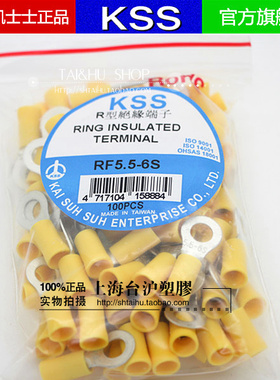 凯士士正品
KSS 官方旗舰
TAI&HU SHOP
KSS
R型絕緣端子
RING INSULATED
TERMINAL
ISO 9001
ISO 14001
OHSAS 18001
RF5.5-6S
100PCS
4 717104 158884
MADE IN TAIWAN
KAI SUH SUH ENTERPRISE CO., LTD.
100%正品
实物拍摄
上海台沪塑膠
http://shtaihu.taobao.com